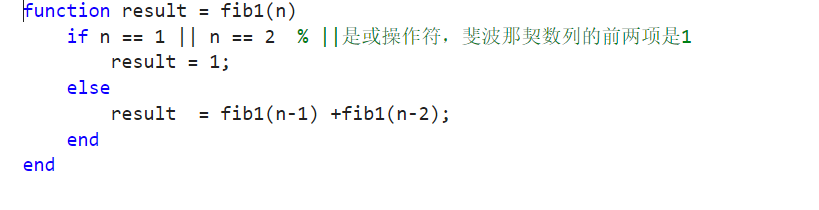 function result = fib1(n)
    if n == 1 || n == 2  % ||是或操作符，斐波那契数列的前两项是1
        result = 1;
    else
        result  = fib1(n-1) +fib1(n-2);
    end
end